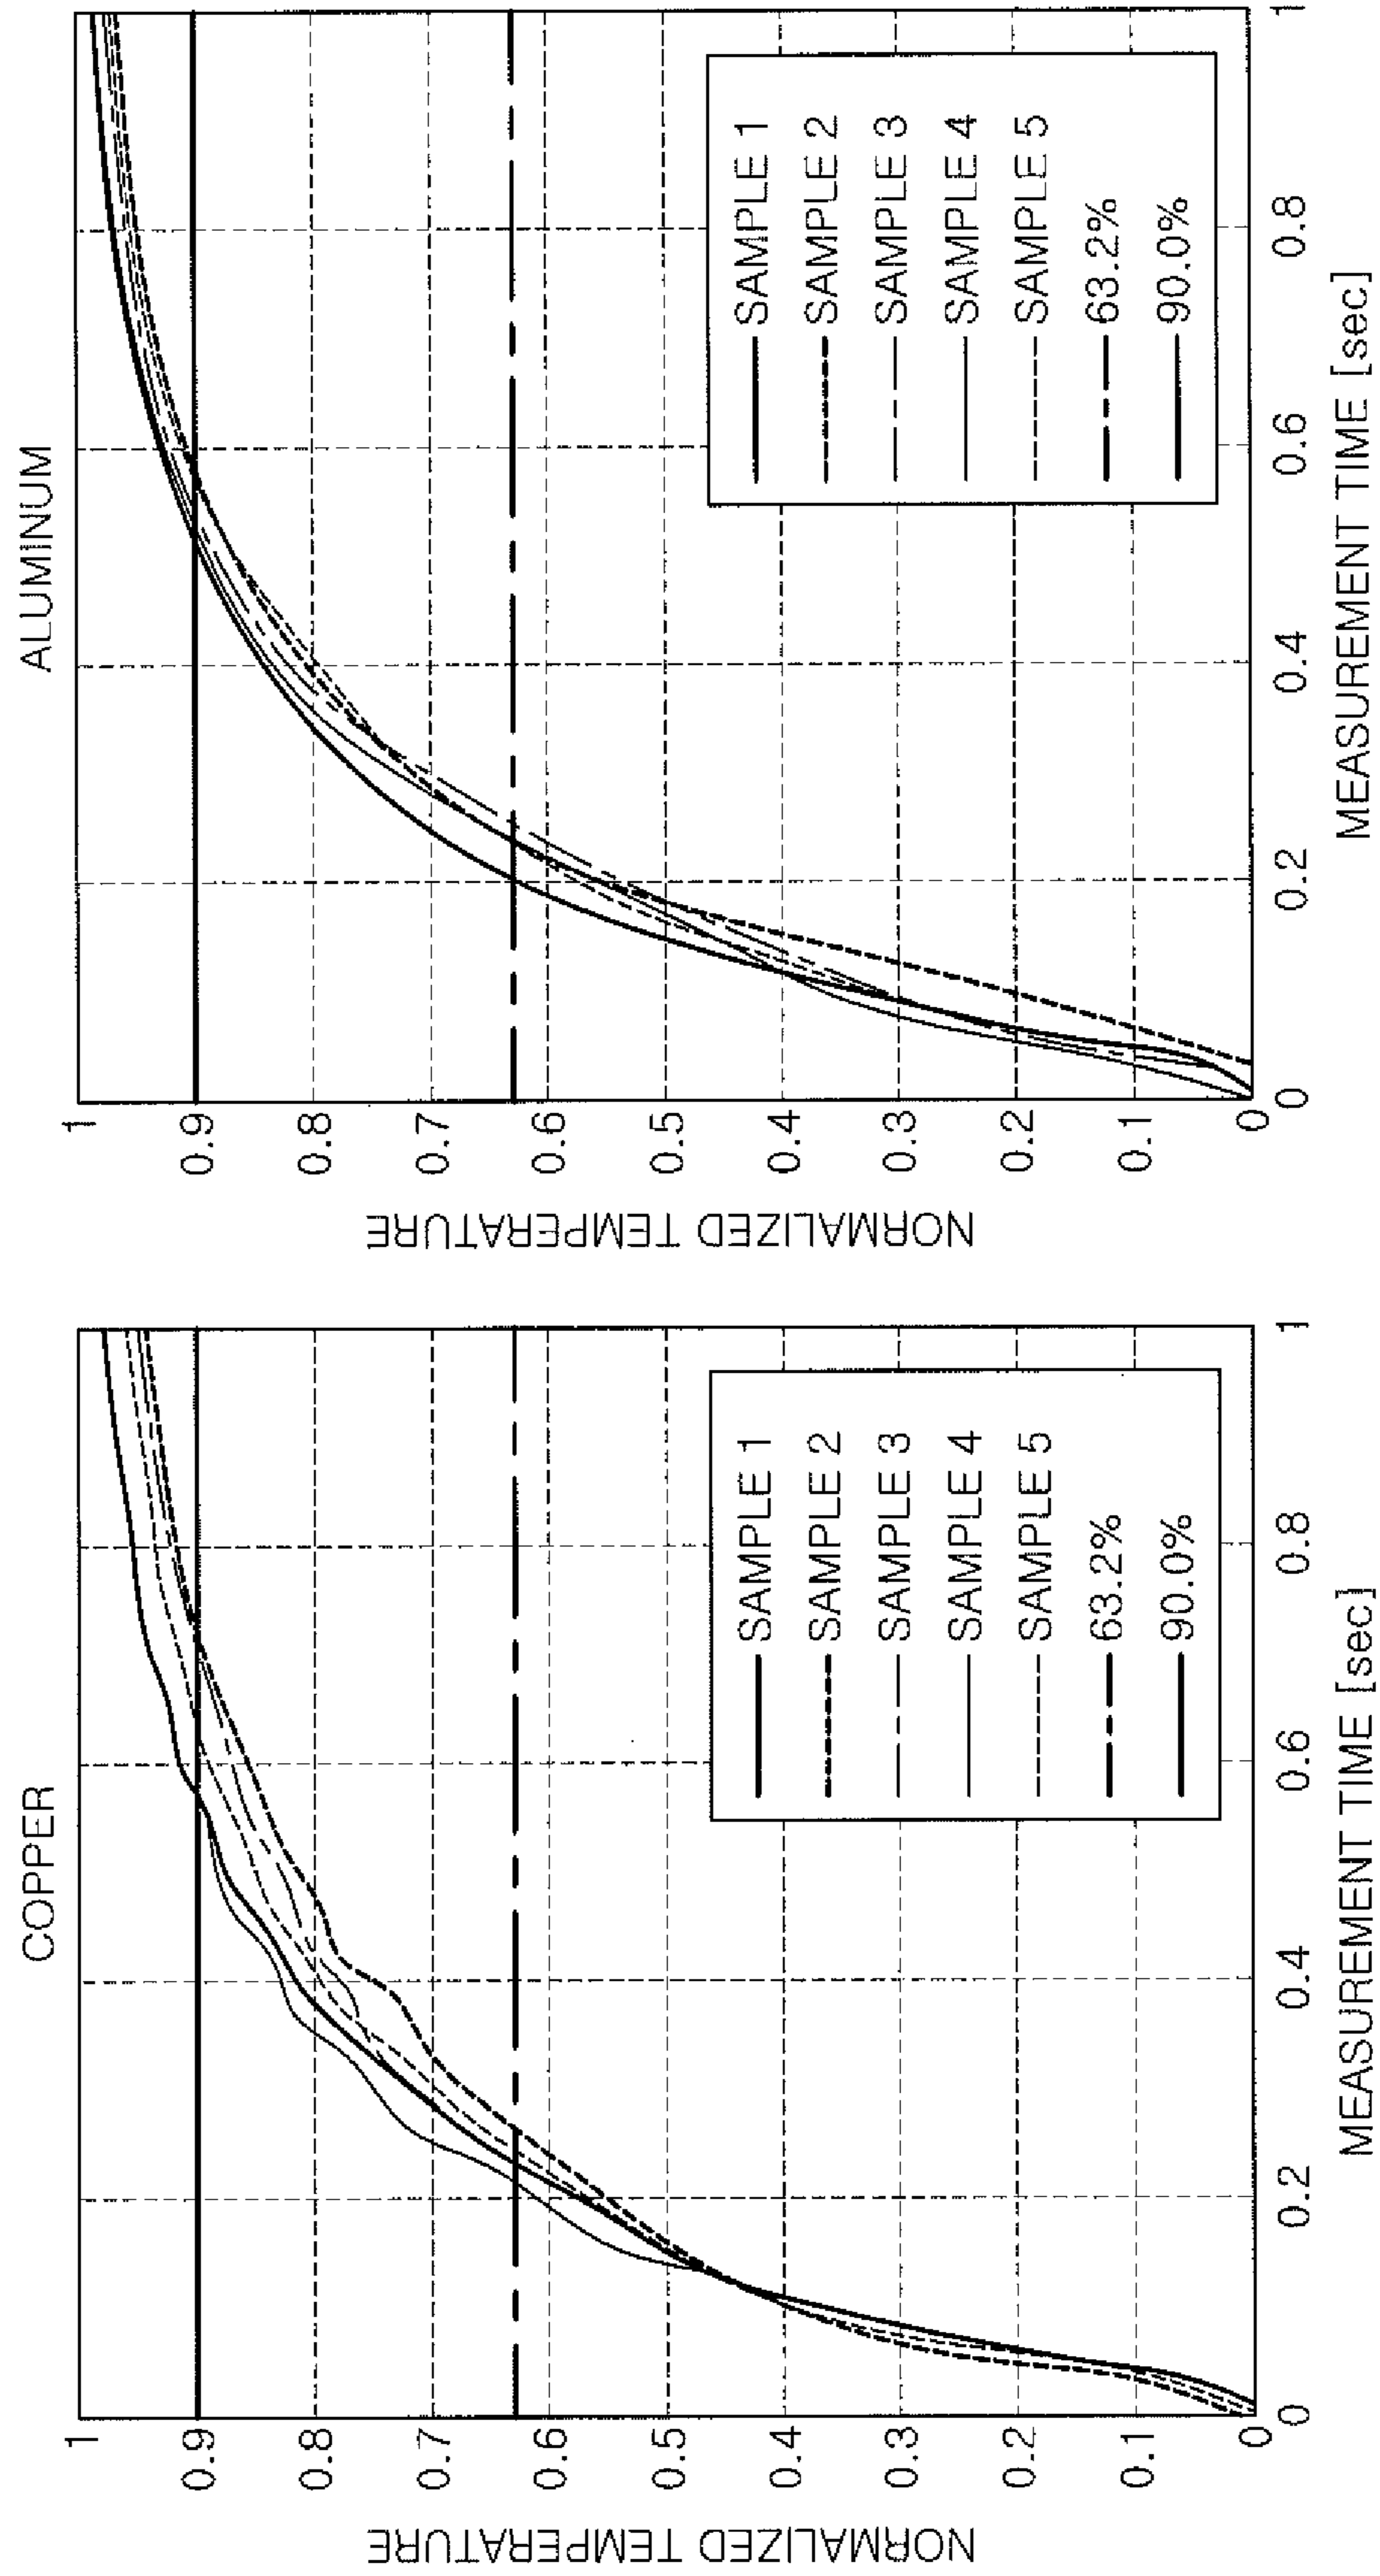 COPPER
NORMALIZED TEMPERATURE
1
0.9
0.8
0.7
0.6
0.5
0.4
0.3
0.2
0.1
0
0
0.2
0.4
0.6
0.8
1
MEASUREMENT TIME [sec]
SAMPLE 1
SAMPLE 2
SAMPLE 3
SAMPLE 4
SAMPLE 5
63.2%
90.0%
ALUMINUM
NORMALIZED TEMPERATURE
1
0.9
0.8
0.7
0.6
0.5
0.4
0.3
0.2
0.1
0
0
0.2
0.4
0.6
0.8
1
MEASUREMENT TIME [sec]
SAMPLE 1
SAMPLE 2
SAMPLE 3
SAMPLE 4
SAMPLE 5
63.2%
90.0%